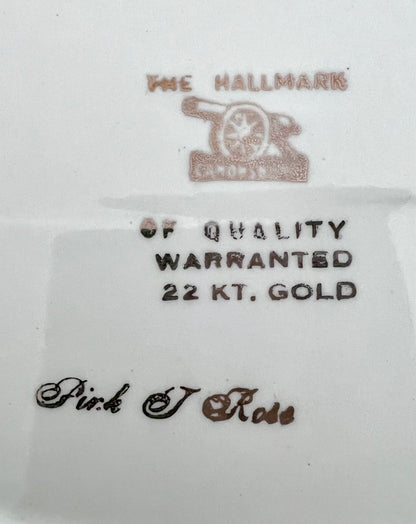 THE HALLMARK
OF QUALITY
WARRANTED
22 KT. GOLD
Pink J Rose